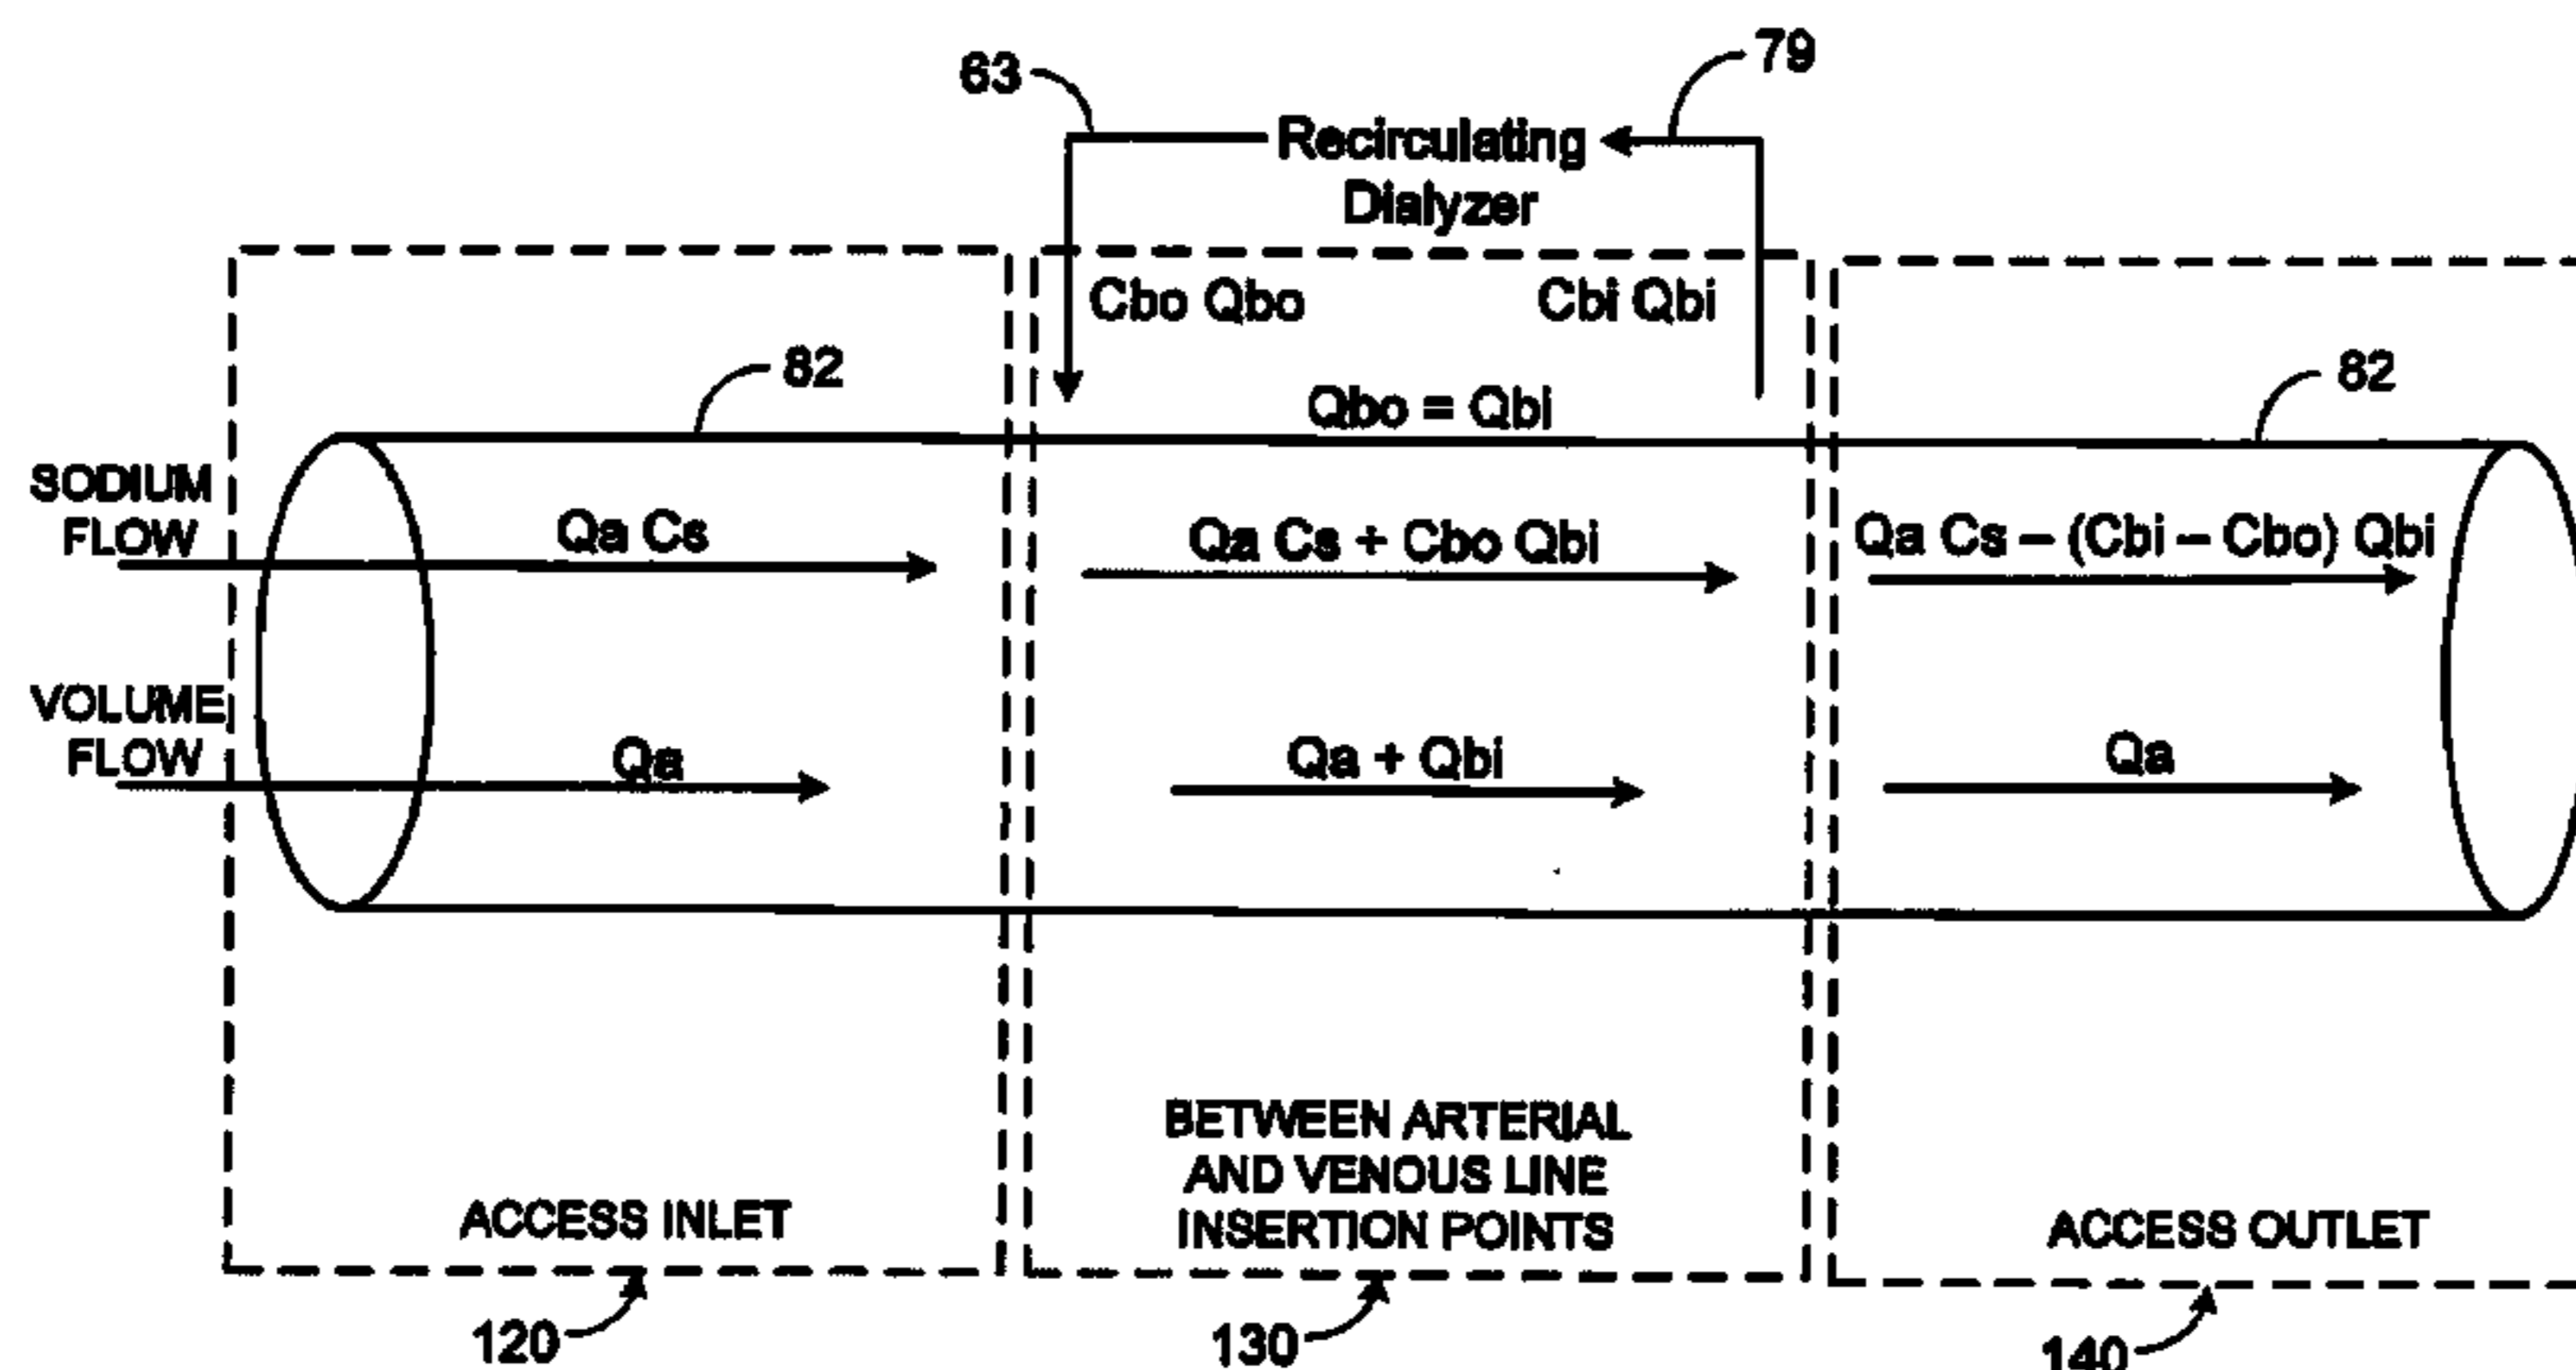 63
79
Recirculating
Dialyzer
Cbo Qbo
Cbi Qbi
82
Qbo = Qbi
82
SODIUM
FLOW
Qa Cs
Qa Cs + Cbo Qbi
Qa Cs – (Cbi – Cbo) Qbi
VOLUME
FLOW
Qa
Qa + Qbi
Qa
ACCESS INLET
BETWEEN ARTERIAL
AND VENOUS LINE
INSERTION POINTS
ACCESS OUTLET
120
130
140